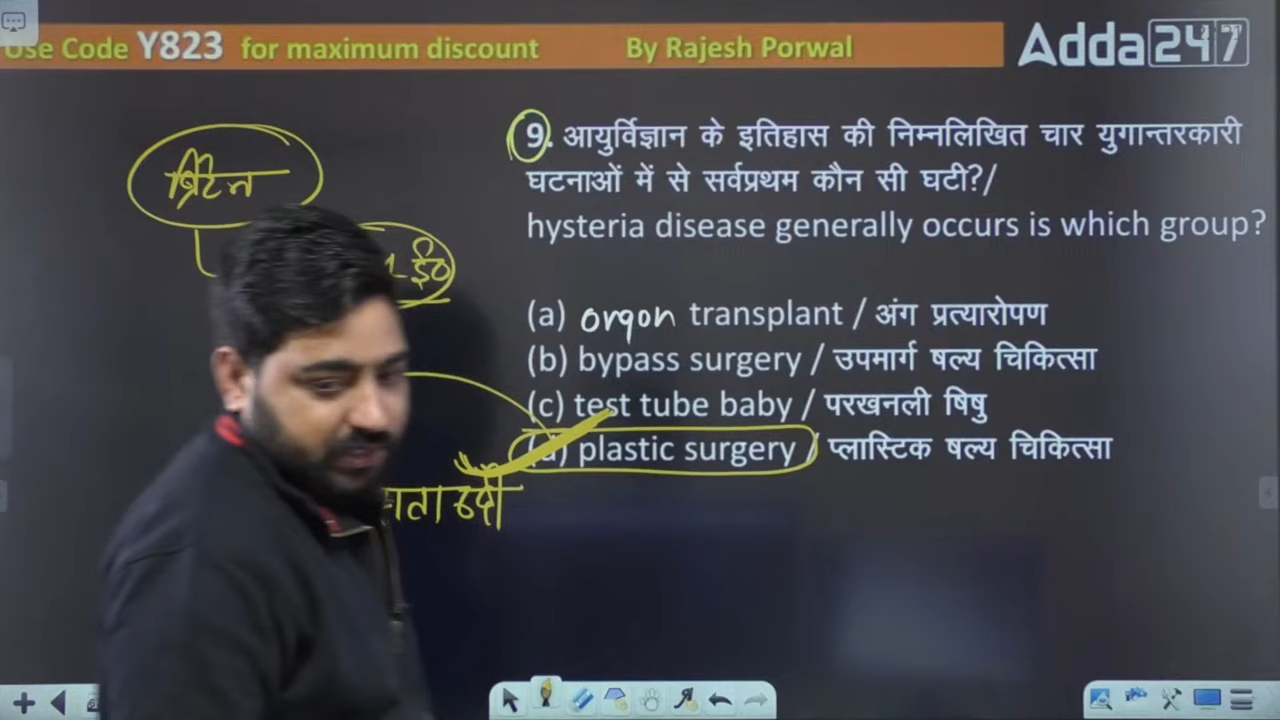 Use Code Y823 for maximum discount By Rajesh Porwal Adda247
9. आयुर्विज्ञान के इतिहास की निम्नलिखित चार युगान्तरकारी
घटनाओं में से सर्वप्रथम कौन सी घटी?/
hysteria disease generally occurs is which group?
ब्रिटेन
ई०
(a) orgon transplant / अंग प्रत्यारोपण
(b) bypass surgery / उपमार्ग षल्य चिकित्सा
(c) test tube baby / परखनली षिषु
(d) plastic surgery / प्लास्टिक षल्य चिकित्सा